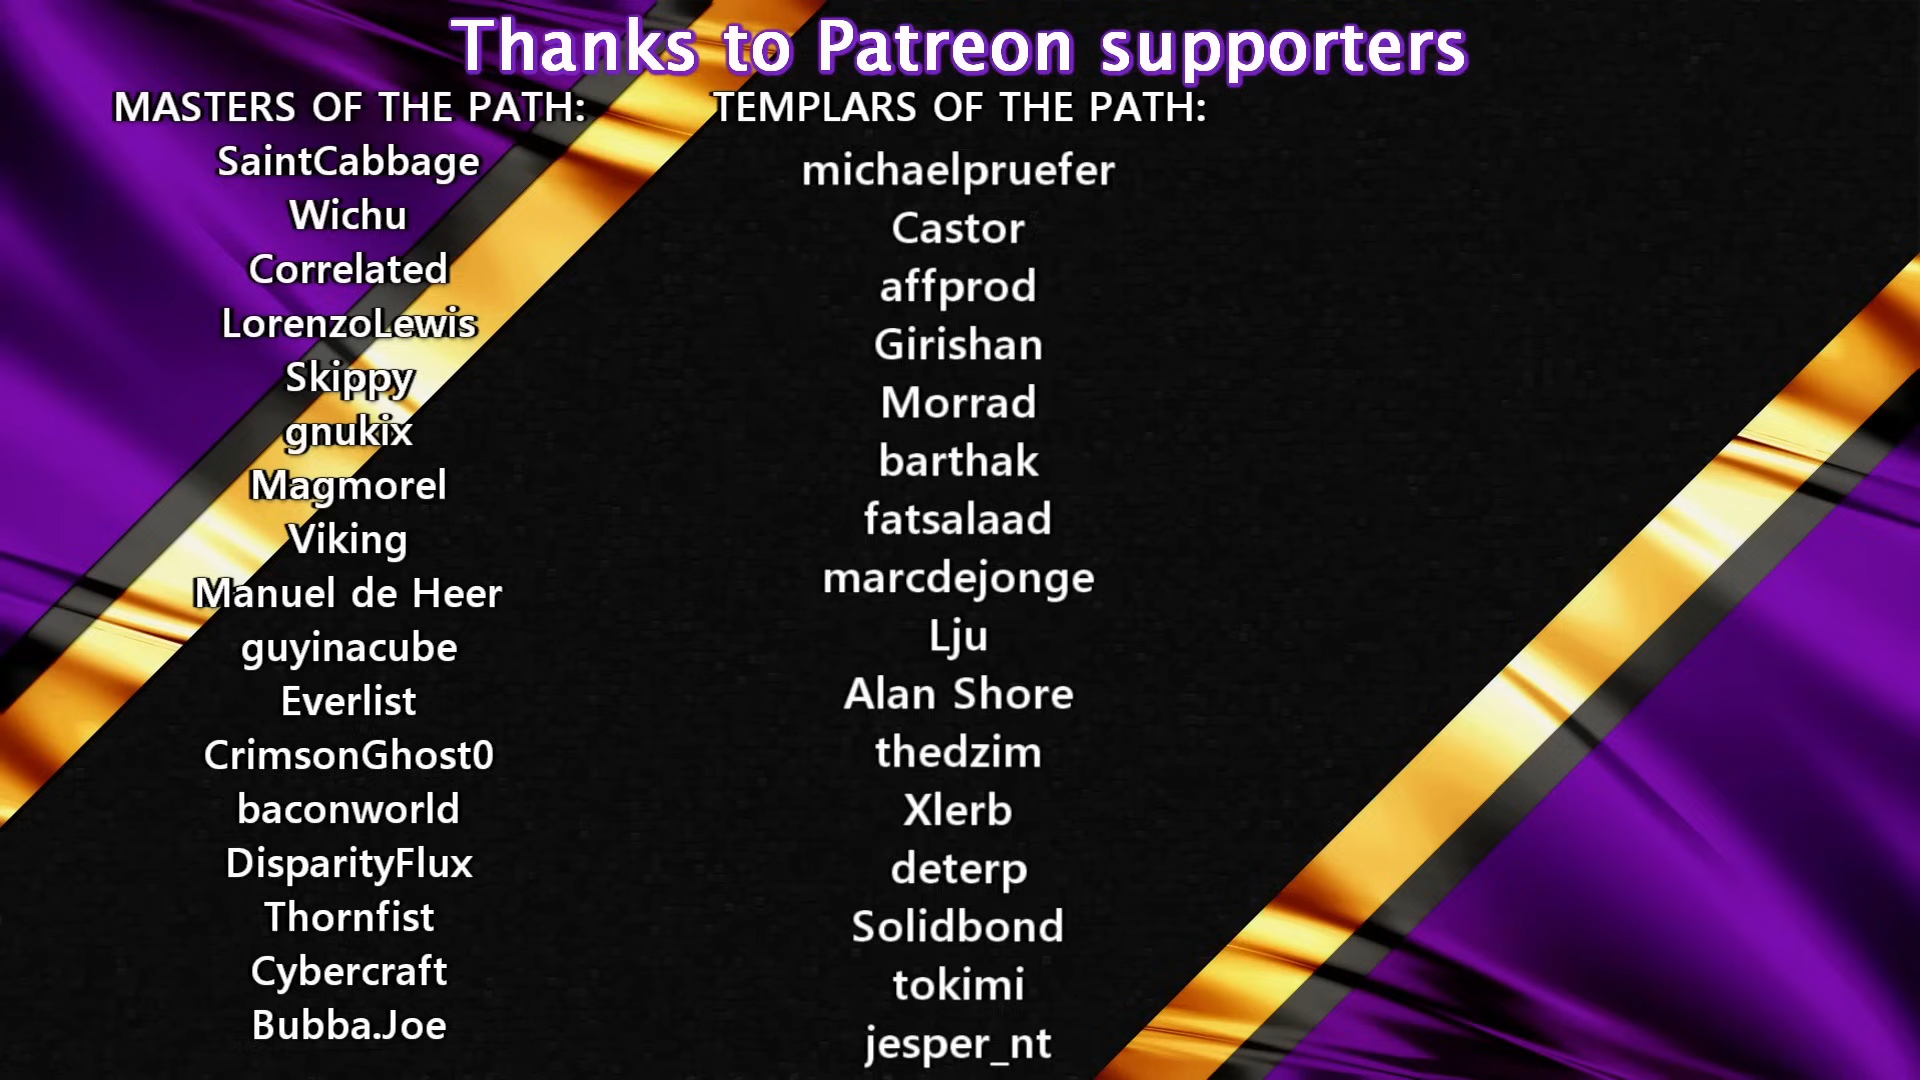 Thanks to Patreon supporters
MASTERS OF THE PATH:
SaintCabbage
Wichu
Correlated
LorenzoLewis
Skippy
gnukix
Magmorel
Viking
Manuel de Heer
guyinacube
Everlist
CrimsonGhost0
baconworld
DisparityFlux
Thornfist
Cybercraft
Bubba.Joe
TEMPLARS OF THE PATH:
michaelpruefer
Castor
affprod
Girishan
Morrad
barthak
fatsalaad
marcdejonge
Lju
Alan Shore
thedzim
Xlerb
deterp
Solidbond
tokimi
jesper_nt